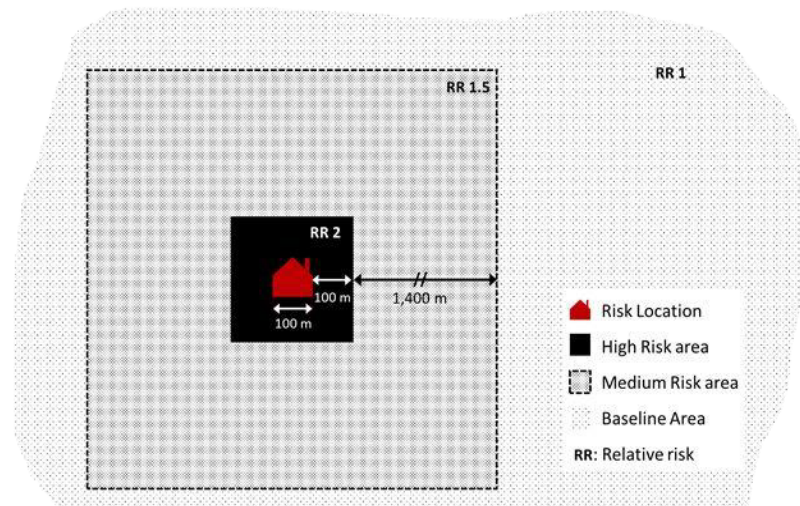 RR 1
RR 1.5
RR 2
100 m
1,400 m
100 m
Risk Location
High Risk area
Medium Risk area
Baseline Area
RR: Relative risk